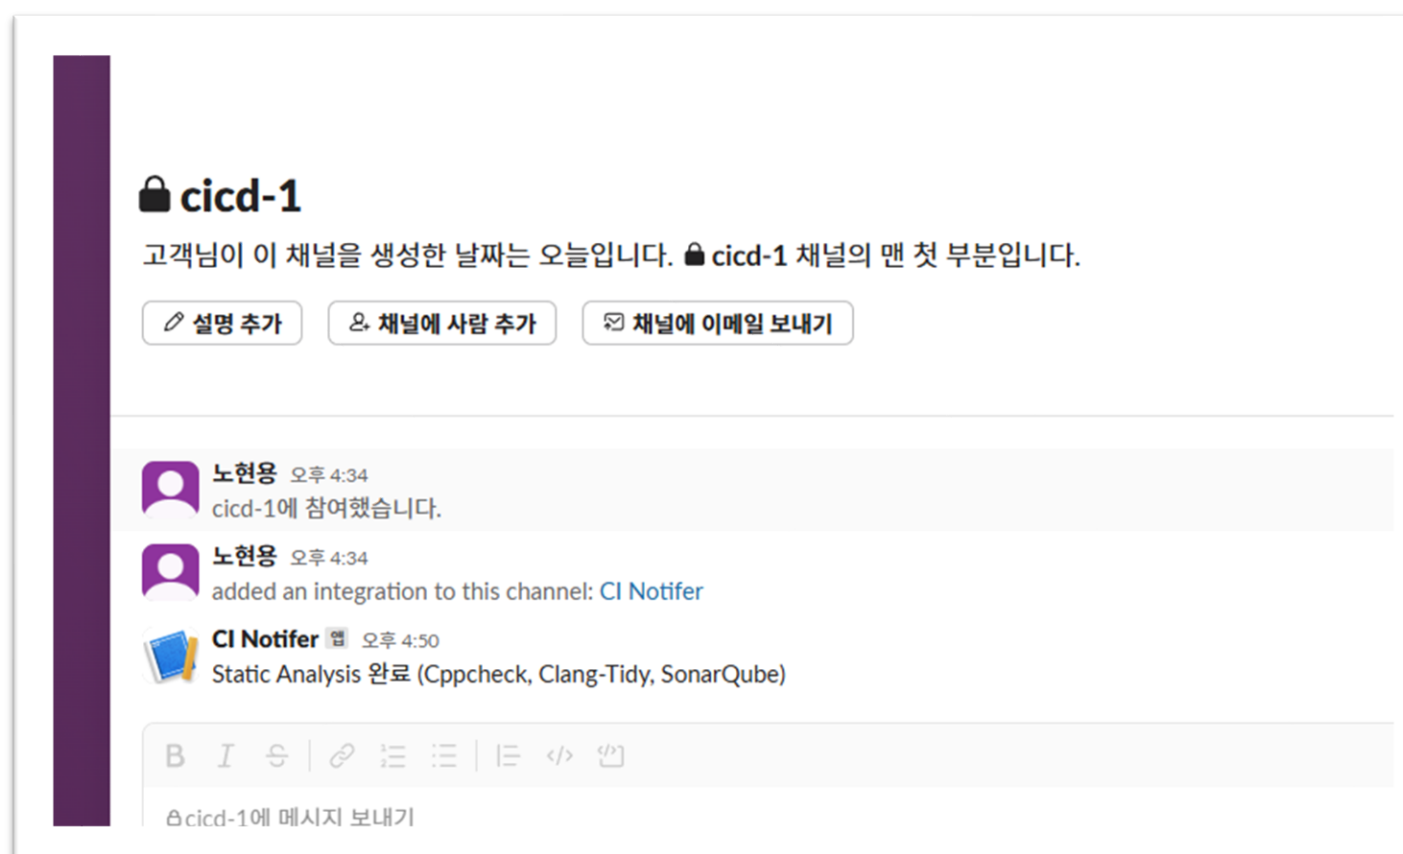 cicd-1
고객님이 이 채널을 생성한 날짜는 오늘입니다. cicd-1 채널의 맨 첫 부분입니다.
설명 추가 채널에 사람 추가 채널에 이메일 보내기
노현용 오후 4:34
cicd-1에 참여했습니다.
노현용 오후 4:34
added an integration to this channel: CI Notifer
CI Notifer 앱 오후 4:50
Static Analysis 완료 (Cppcheck, Clang-Tidy, SonarQube)
cicd-1에 메시지 보내기